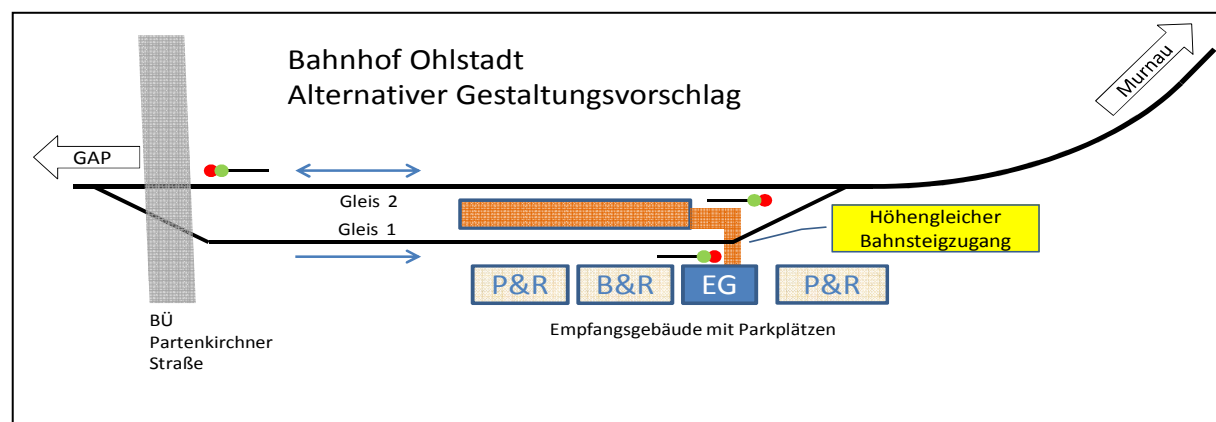 Bahnhof Ohlstadt
Alternativer Gestaltungsvorschlag
Murnau
GAP
Gleis 2
Gleis 1
Höhengleicher
Bahnsteigzugang
P&R
B&R
EG
P&R
BÜ
Partenkirchner
Straße
Empfangsgebäude mit Parkplätzen